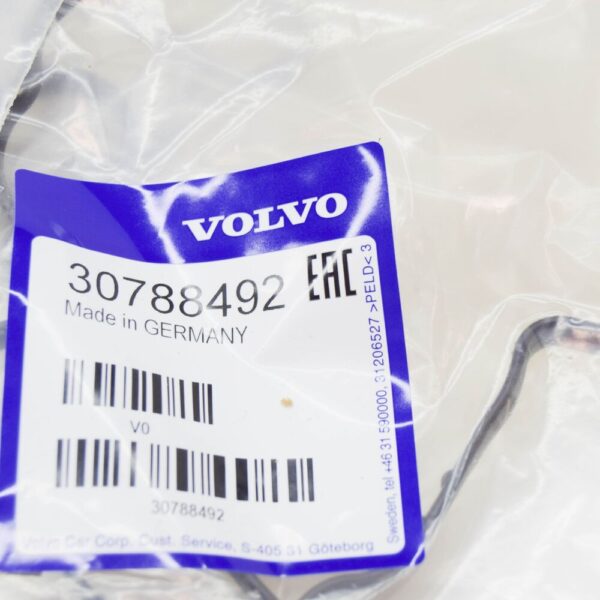 VOLVO
30788492 EAC
Made in GERMANY
V0
30788492
Volvo Car Corp. Cust. Service, S-405 31 Göteborg
Sweden, tel +46 31 590000, 31206527 >PELD< 3